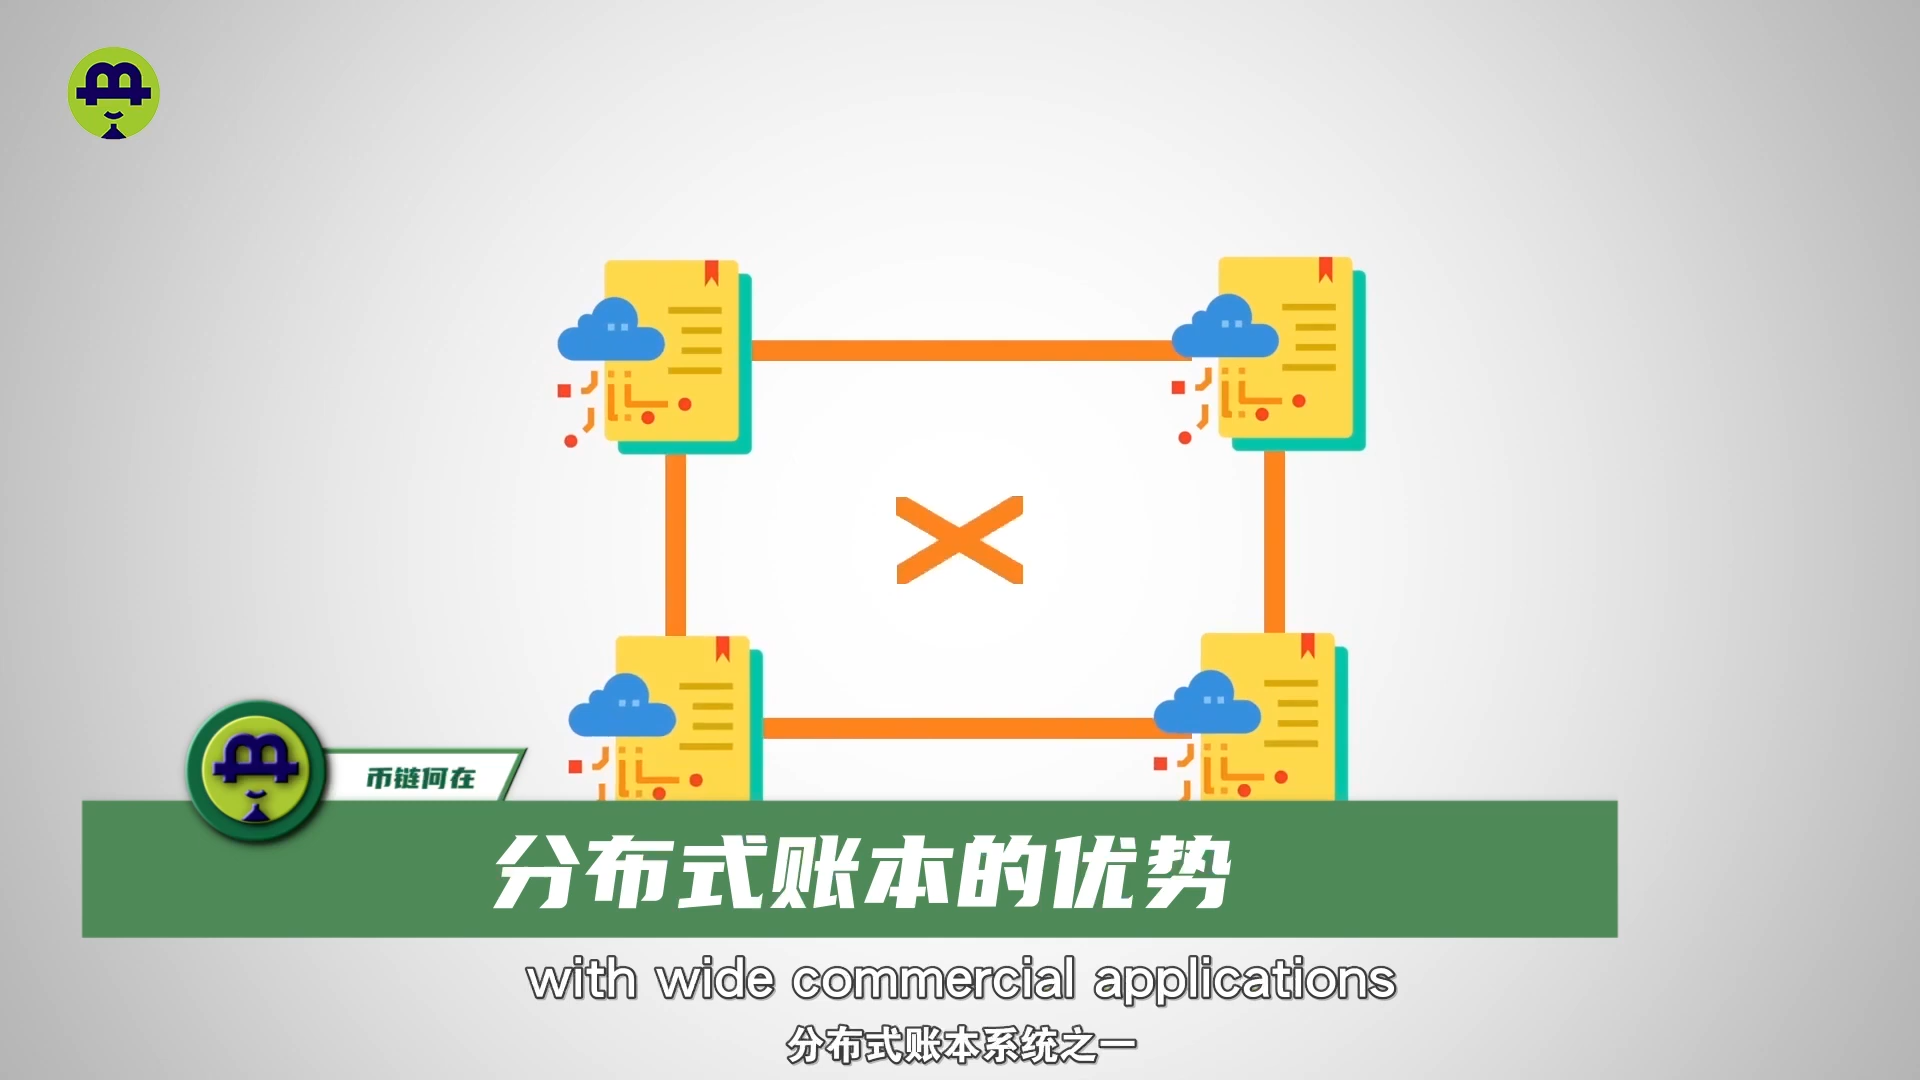 币链何在
分布式账本的优势
with wide commercial applications
分布式账本系统之一